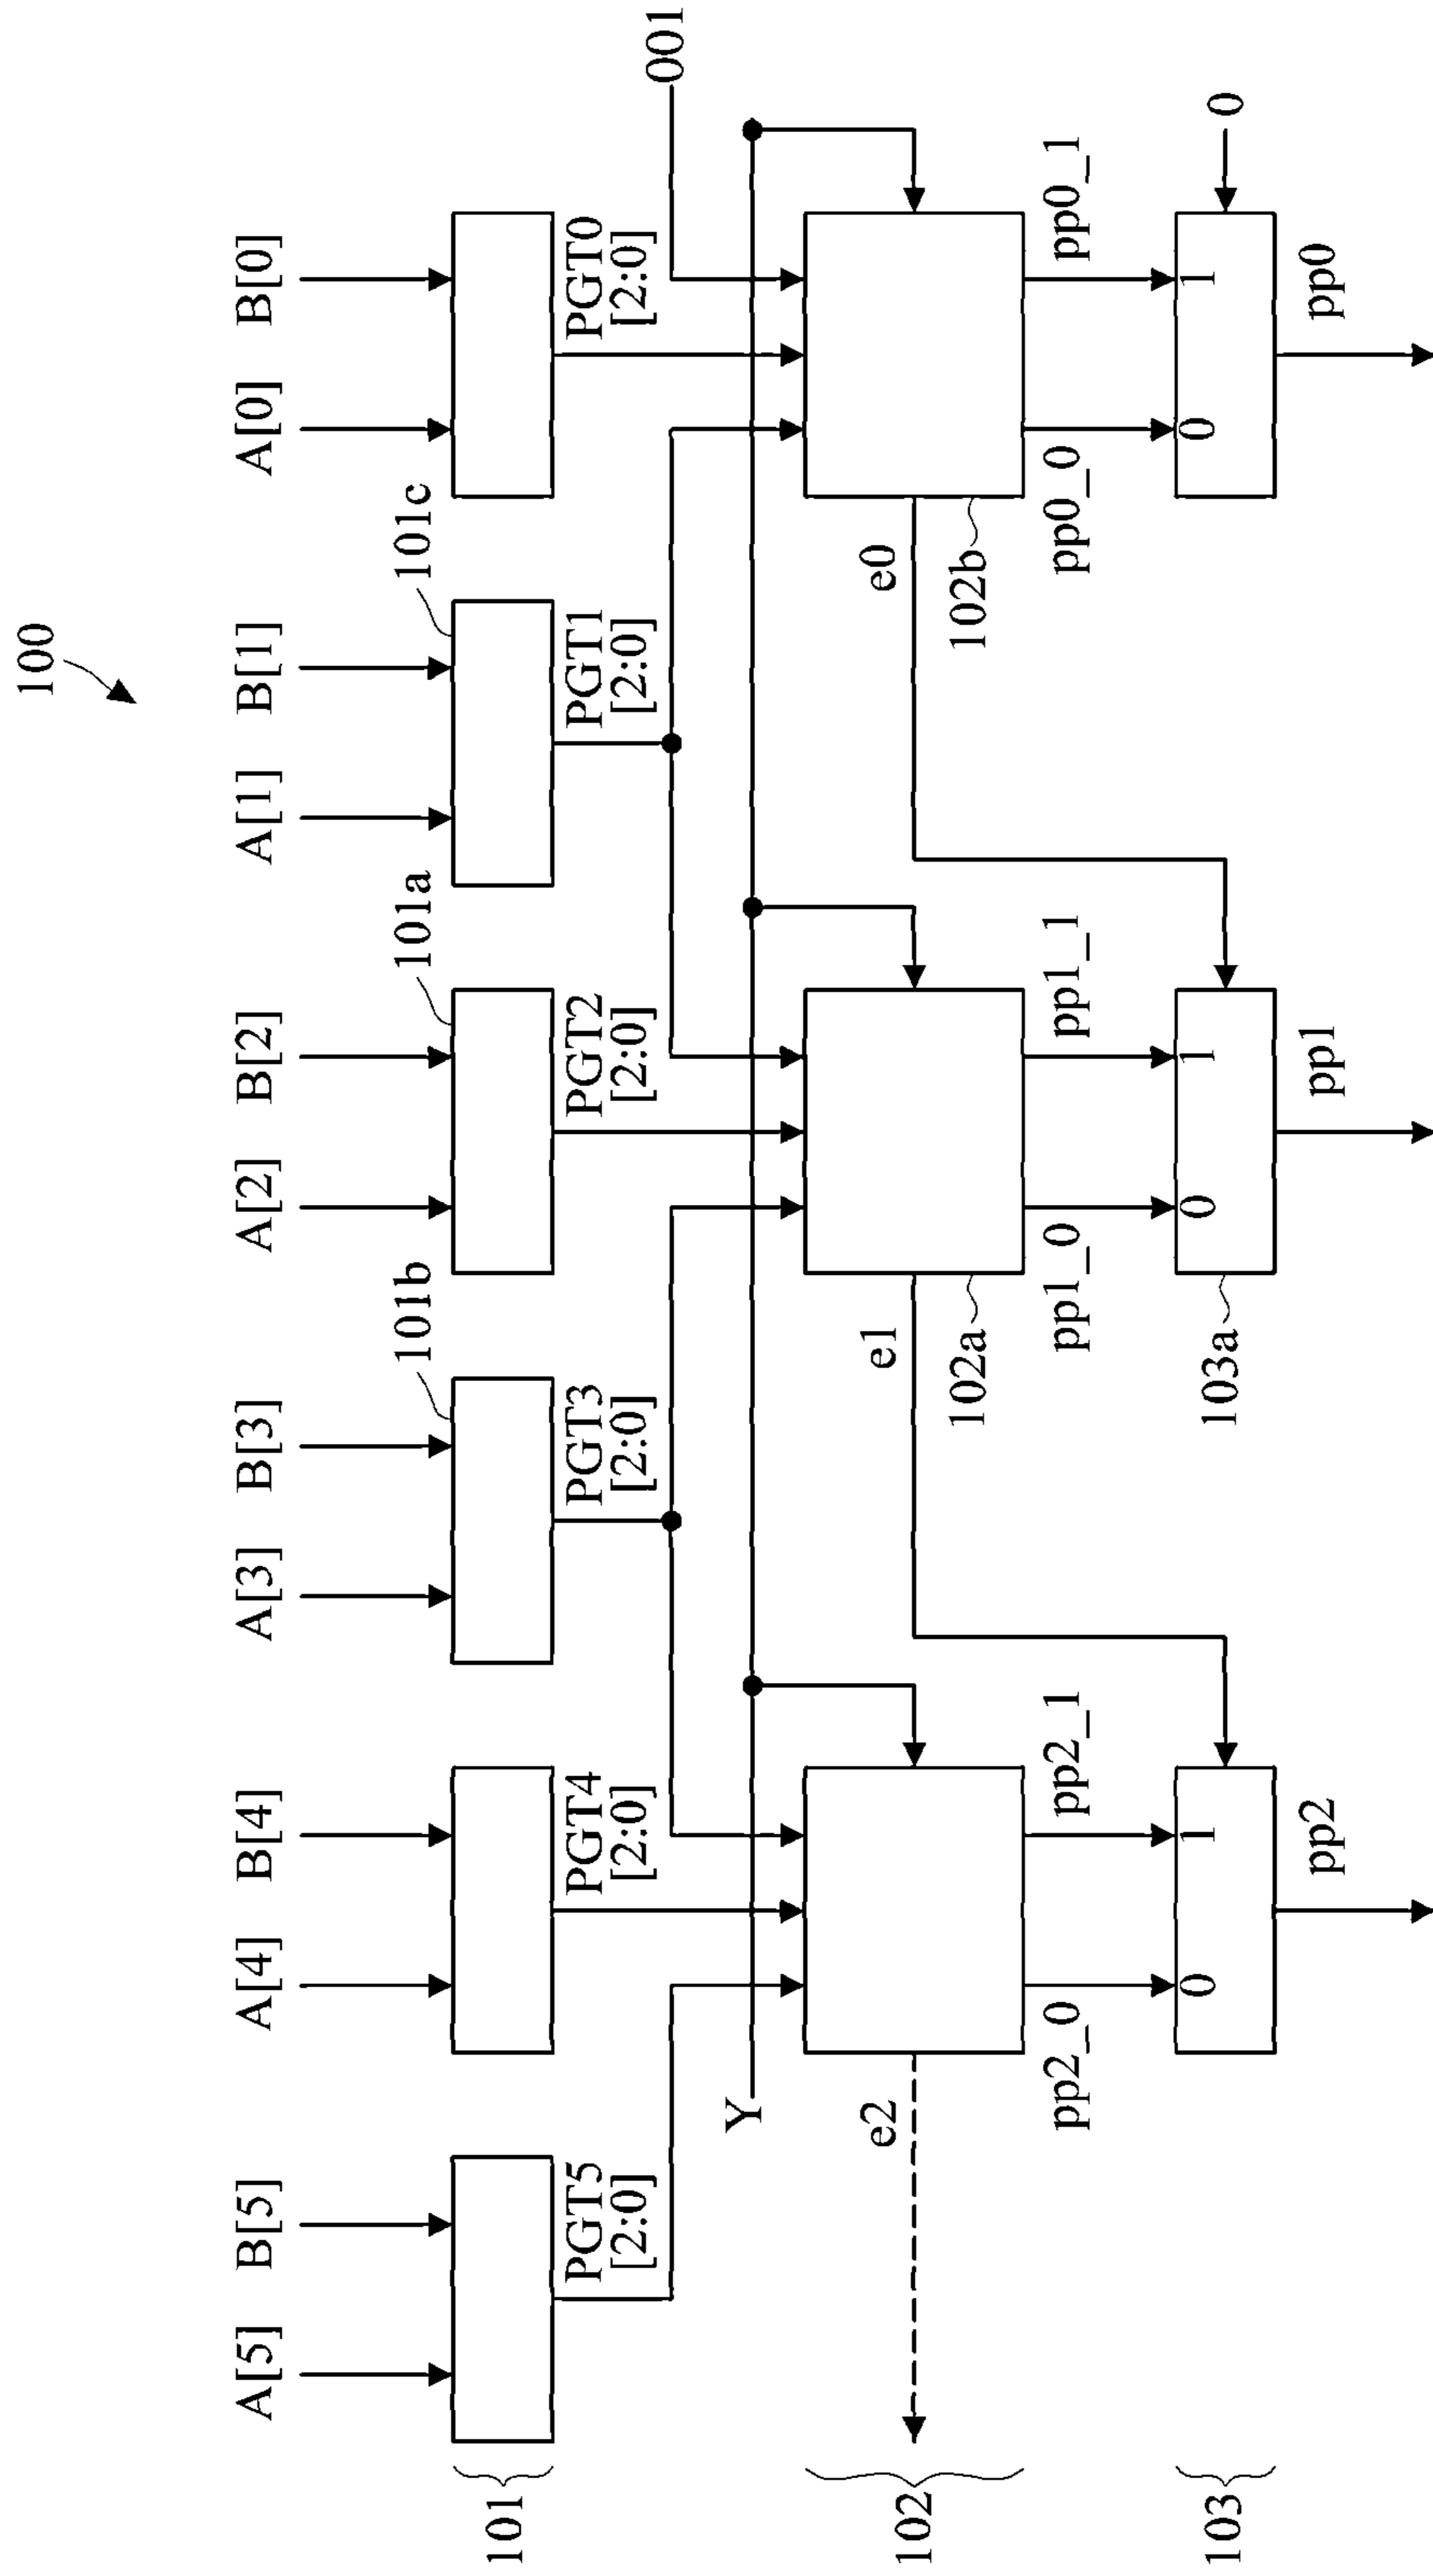 100
A[5] B[5] A[4] B[4] A[3] B[3] A[2] B[2] A[1] B[1] A[0] B[0]
101b 101a 101c
101
PGT5 PGT4 PGT3 PGT2 PGT1 PGT0
[2:0] [2:0] [2:0] [2:0] [2:0] [2:0]
001
Y
e2 e1 e0
102
102a 102b
pp2_0 pp2_1 pp1_0 pp1_1 pp0_0 pp0_1
0 1 0 1 0 1
0
103
103a
pp2 pp1 pp0